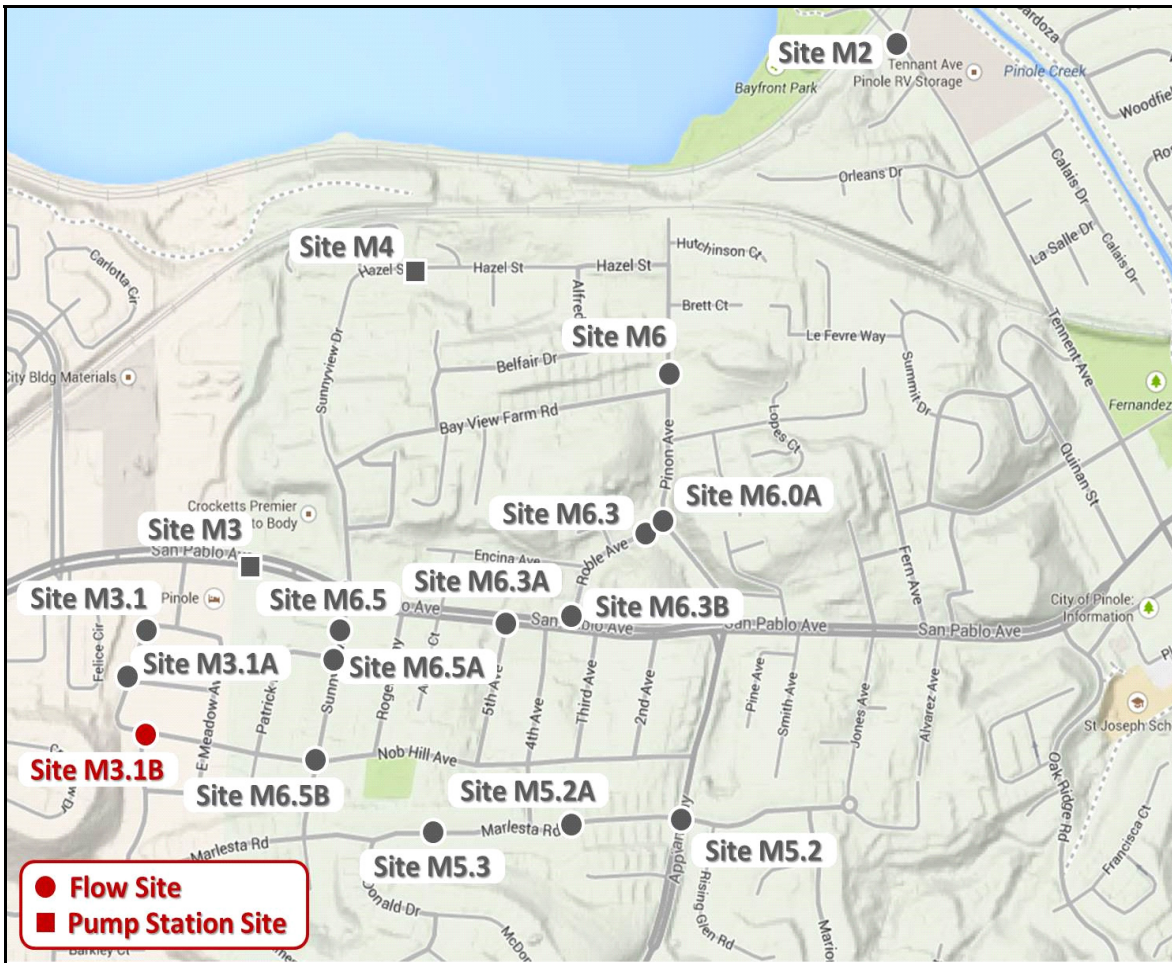 Site M2
Tennant Ave
Pinole RV Storage
Pinole Creek
Bayfront Park
Orleans Dr
Calais Dr
La Salle Dr
Calais Dr
Tennent Ave
Hutchinson Ct
Carlotta Cir
Site M4
Hazel St
Hazel St
Brett Ct
Le Fevre Way
Site M6
Sunnyview Dr
Belfair Dr
Bay View Farm Rd
City Bldg Materials
Summit Dr
Fernandez
Lopes Ct
Pinon Ave
Quinan St
Crocketts Premier
to Body
Site M6.3
Site M6.0A
Site M3
San Pablo Ave
Encina Ave
Roble Ave
Fern Ave
Site M6.3A
Site M3.1
Pinole
Site M6.5
Site M6.3B
San Pablo Ave
San Pablo Ave
San Pablo Ave
City of Pinole:
Information
Felice Cir
Site M3.1A
Site M6.5A
E Meadow Ave
5th Ave
4th Ave
Third Ave
2nd Ave
Pine Ave
Smith Ave
Jones Ave
Alvarez Ave
St Joseph
Site M3.1B
Nob Hill Ave
Site M6.5B
Site M5.2A
Oak Ridge Rd
Marlesta Rd
Marlesta Rd
Site M5.3
Site M5.2
Francisca Ct
Rising Glen Rd
Donald Dr
Flow Site
Pump Station Site
Barkley Ct